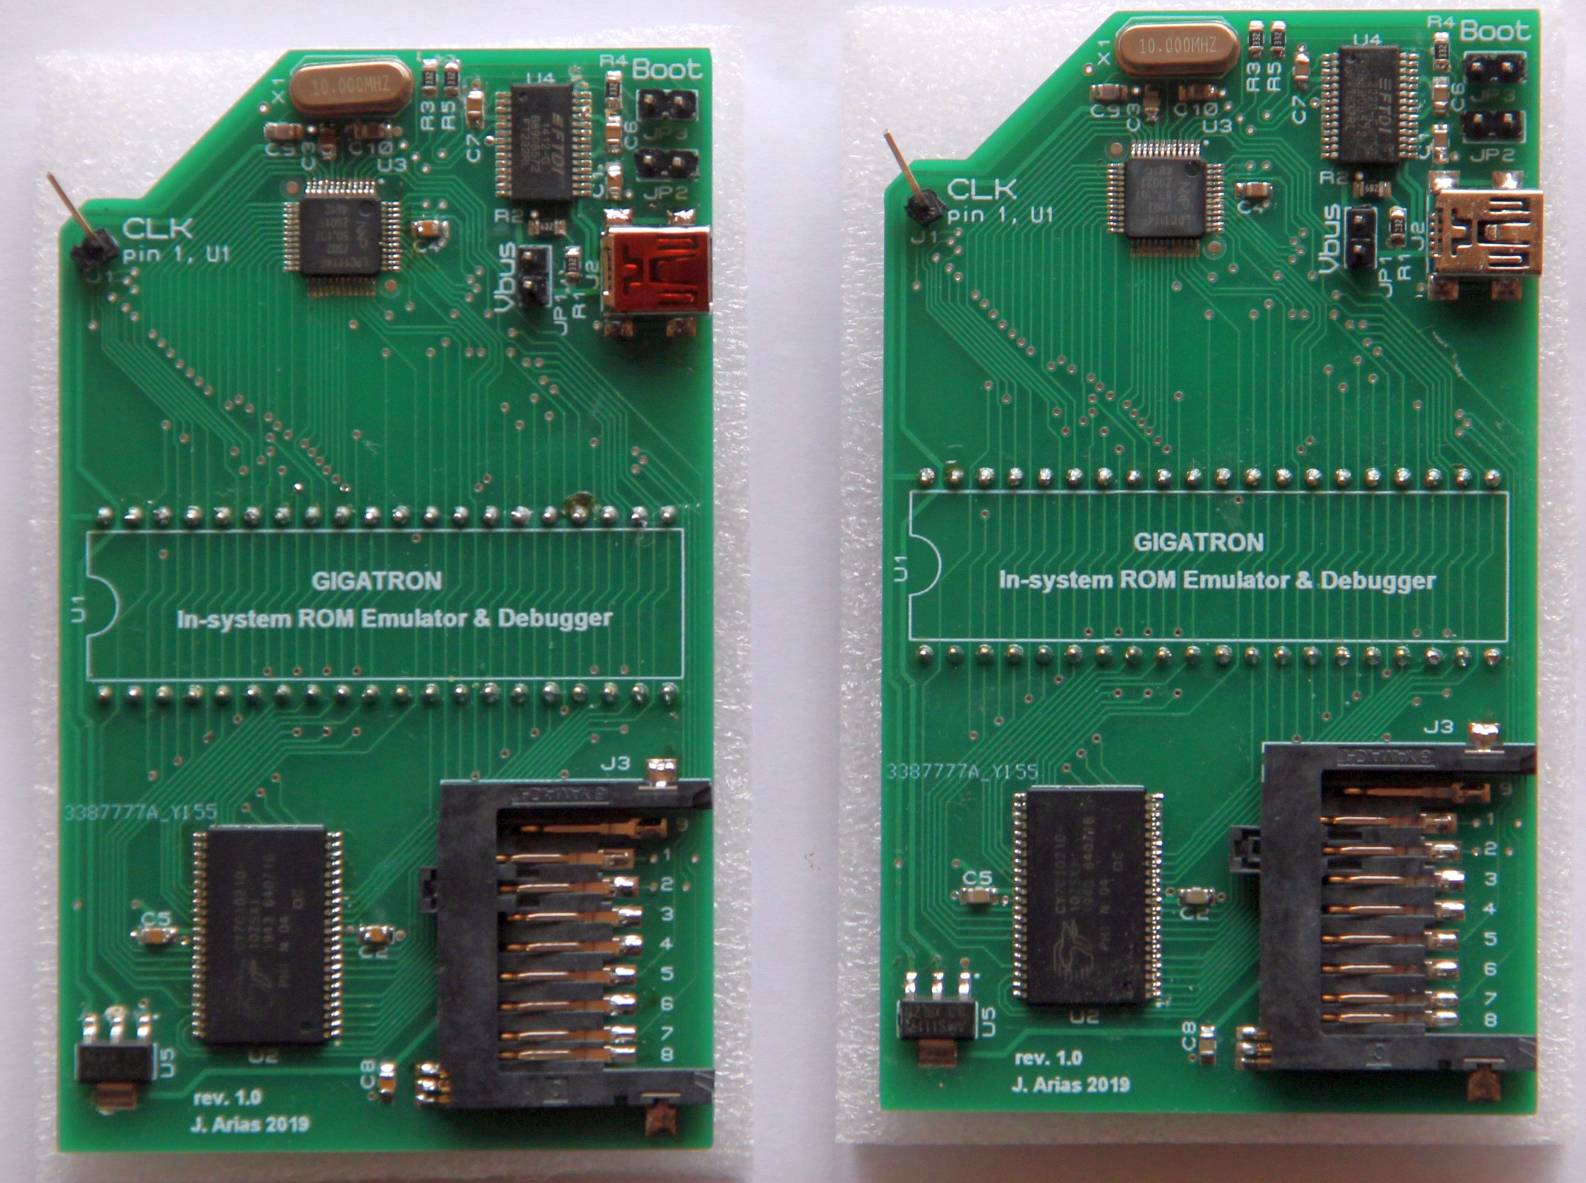 X1
10.000MHZ
R3
R5
C7
U4
FTDI
R4
Boot
C6
JP3
JP2
C9
C3
C10
U3
C1
R2
CLK
pin 1, U1
J1
NXP
Vbus
JP1
R1
J2
U1
GIGATRON
In-system ROM Emulator & Debugger
J3
3387777A_Y155
9
1
2
3
4
5
6
7
8
C5
C2
U2
U5
C8
rev. 1.0
J. Arias 2019
X1
10.000MHZ
R3
R5
C7
U4
FTDI
R4
Boot
C6
JP3
JP2
C9
C3
C10
U3
C1
R2
CLK
pin 1, U1
J1
C4
NXP
Vbus
JP1
R1
J2
U1
GIGATRON
In-system ROM Emulator & Debugger
J3
3387777A_Y155
9
1
2
3
4
5
6
7
8
C5
C2
U2
U5
C8
rev. 1.0
J. Arias 2019